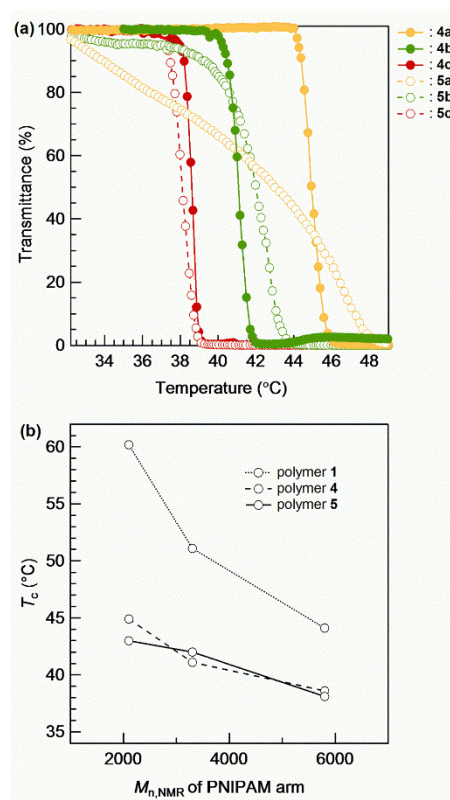 (a)
100
80
60
40
20
0
Transmittance (%)
34 36 38 40 42 44 46 48
Temperature (°C)
: 4a
: 4b
: 4c
: 5a
: 5b
: 5c
(b)
60
55
50
45
40
35
Tc (°C)
polymer 1
polymer 4
polymer 5
2000 4000 6000
Mn,NMR of PNIPAM arm